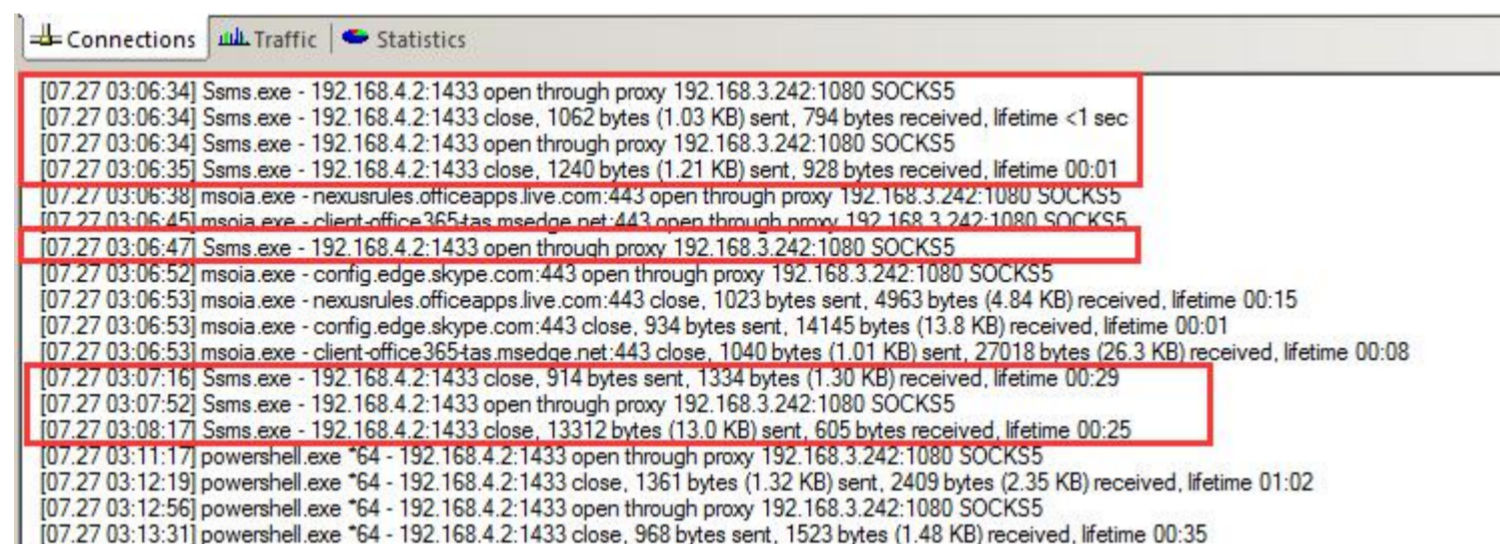 Connections Traffic Statistics
[07.27 03:06:34] Ssms.exe - 192.168.4.2:1433 open through proxy 192.168.3.242:1080 SOCKS5
[07.27 03:06:34] Ssms.exe - 192.168.4.2:1433 close, 1062 bytes (1.03 KB) sent, 794 bytes received, lifetime <1 sec
[07.27 03:06:34] Ssms.exe - 192.168.4.2:1433 open through proxy 192.168.3.242:1080 SOCKS5
[07.27 03:06:35] Ssms.exe - 192.168.4.2:1433 close, 1240 bytes (1.21 KB) sent, 928 bytes received, lifetime 00:01
[07.27 03:06:38] msoia.exe - nexusrules.officeapps.live.com:443 open through proxy 192.168.3.242:1080 SOCKS5
[07.27 03:06:45] msoia.exe - client-office365-tas.msedge.net:443 open through proxy 192.168.3.242:1080 SOCKS5
[07.27 03:06:47] Ssms.exe - 192.168.4.2:1433 open through proxy 192.168.3.242:1080 SOCKS5
[07.27 03:06:52] msoia.exe - config.edge.skype.com:443 open through proxy 192.168.3.242:1080 SOCKS5
[07.27 03:06:53] msoia.exe - nexusrules.officeapps.live.com:443 close, 1023 bytes sent, 4963 bytes (4.84 KB) received, lifetime 00:15
[07.27 03:06:53] msoia.exe - config.edge.skype.com:443 close, 934 bytes sent, 14145 bytes (13.8 KB) received, lifetime 00:01
[07.27 03:06:53] msoia.exe - client-office365-tas.msedge.net:443 close, 1040 bytes (1.01 KB) sent, 27018 bytes (26.3 KB) received, lifetime 00:08
[07.27 03:07:16] Ssms.exe - 192.168.4.2:1433 close, 914 bytes sent, 1334 bytes (1.30 KB) received, lifetime 00:29
[07.27 03:07:52] Ssms.exe - 192.168.4.2:1433 open through proxy 192.168.3.242:1080 SOCKS5
[07.27 03:08:17] Ssms.exe - 192.168.4.2:1433 close, 13312 bytes (13.0 KB) sent, 605 bytes received, lifetime 00:25
[07.27 03:11:17] powershell.exe *64 - 192.168.4.2:1433 open through proxy 192.168.3.242:1080 SOCKS5
[07.27 03:12:19] powershell.exe *64 - 192.168.4.2:1433 close, 1361 bytes (1.32 KB) sent, 2409 bytes (2.35 KB) received, lifetime 01:02
[07.27 03:12:56] powershell.exe *64 - 192.168.4.2:1433 open through proxy 192.168.3.242:1080 SOCKS5
[07.27 03:13:31] powershell.exe *64 - 192.168.4.2:1433 close, 968 bytes sent, 1523 bytes (1.48 KB) received, lifetime 00:35